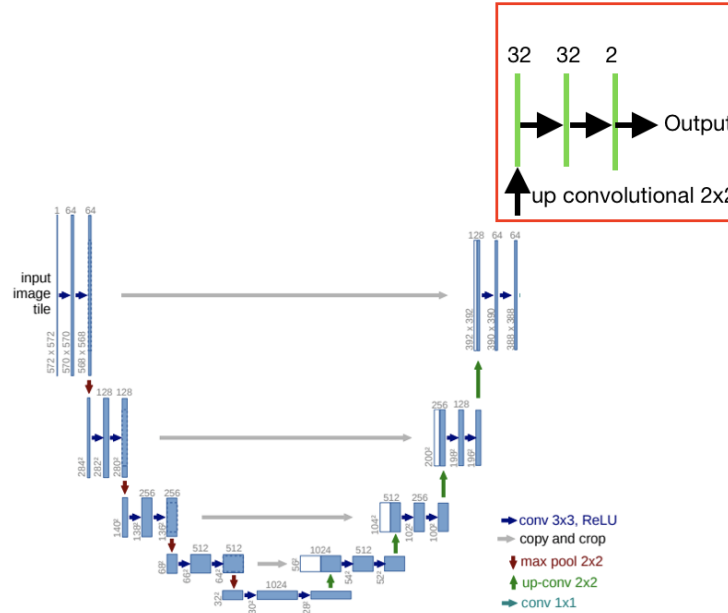 32 32 2
Output
up convolutional 2x2
1 64 64
128 64 64
input
image
tile
572 x 572
570 x 570
568 x 568
392 x 392
390 x 390
388 x 388
128 128
256 128
284²
282²
280²
200²
198²
196²
256 256
512 256
140²
138²
136²
104²
102²
100²
512 512
1024 512
68²
66²
64²
56²
54²
52²
1024
32²
30²
28²
conv 3x3, ReLU
copy and crop
max pool 2x2
up-conv 2x2
conv 1x1